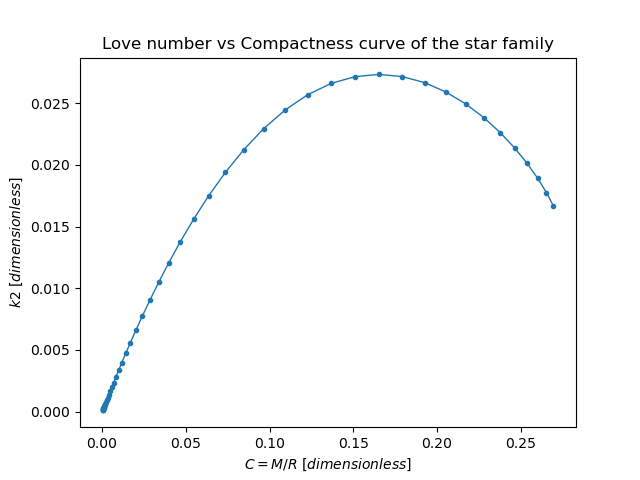 Love number vs Compactness curve of the star family
k2 [dimensionless]
0.025
0.020
0.015
0.010
0.005
0.000
0.00 0.05 0.10 0.15 0.20 0.25
C = M/R [dimensionless]